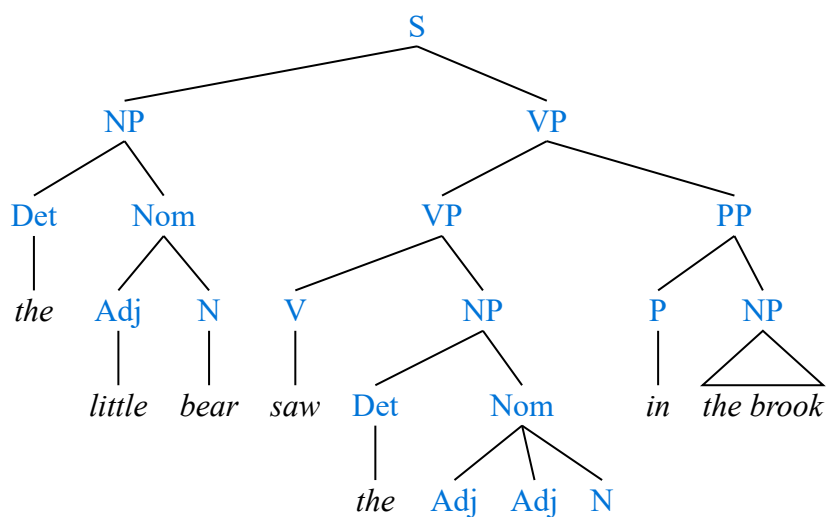 S
NP VP
Det Nom VP PP
the Adj N V NP P NP
little bear saw Det Nom in the brook
the Adj Adj N